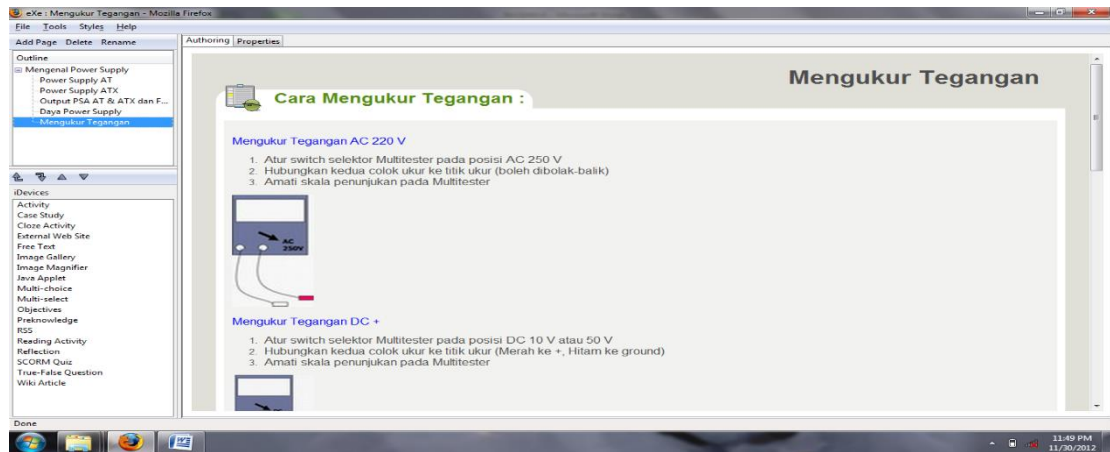 eXe : Mengukur Tegangan - Mozilla Firefox
File Tools Styles Help
Add Page Delete Rename
Authoring Properties
Outline
Mengenal Power Supply
Power Supply AT
Power Supply ATX
Output PSA AT & ATX dan F...
Daya Power Supply
Mengukur Tegangan
iDevices
Activity
Case Study
Cloze Activity
External Web Site
Free Text
Image Gallery
Image Magnifier
Java Applet
Multi-choice
Multi-select
Objectives
Preknowledge
RSS
Reading Activity
Reflection
SCORM Quiz
True-False Question
Wiki Article
Mengukur Tegangan
Cara Mengukur Tegangan :
Mengukur Tegangan AC 220 V
1. Atur switch selektor Multitester pada posisi AC 250 V
2. Hubungkan kedua colok ukur ke titik ukur (boleh dibolak-balik)
3. Amati skala penunjukan pada Multitester
AC
250V
Mengukur Tegangan DC +
1. Atur switch selektor Multitester pada posisi DC 10 V atau 50 V
2. Hubungkan kedua colok ukur ke titik ukur (Merah ke +, Hitam ke ground)
3. Amati skala penunjukan pada Multitester
Done
11:49 PM
11/30/2012